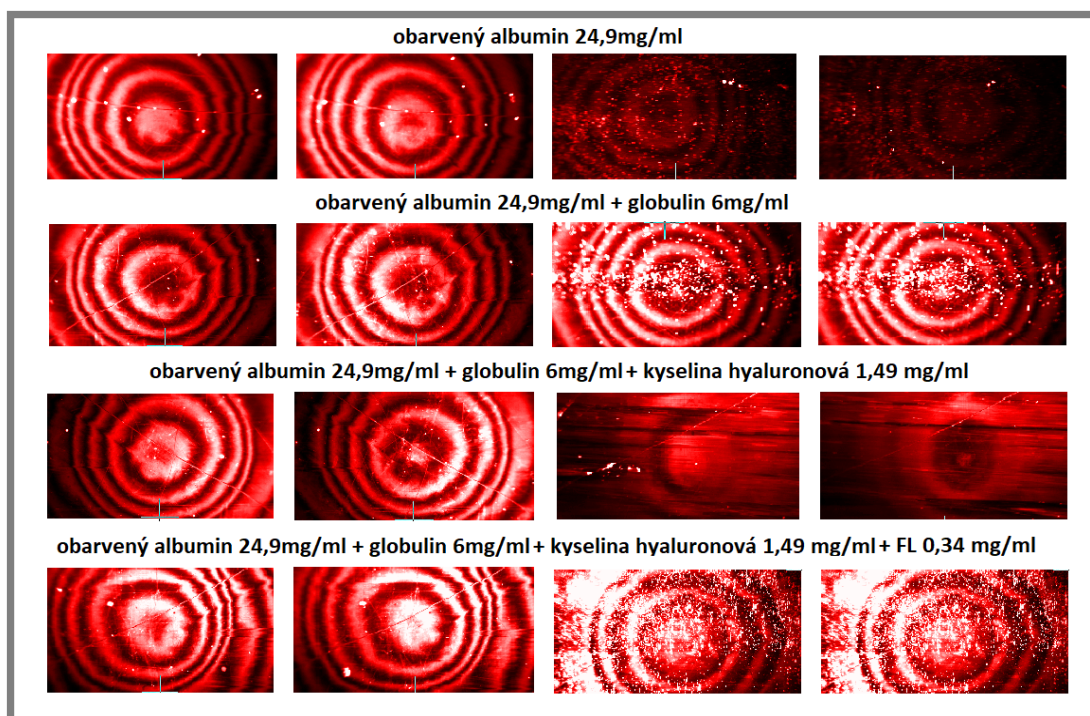 obarvený albumin 24,9mg/ml
obarvený albumin 24,9mg/ml + globulin 6mg/ml
obarvený albumin 24,9mg/ml + globulin 6mg/ml + kyselina hyaluronová 1,49 mg/ml
obarvený albumin 24,9mg/ml + globulin 6mg/ml + kyselina hyaluronová 1,49 mg/ml + FL 0,34 mg/ml